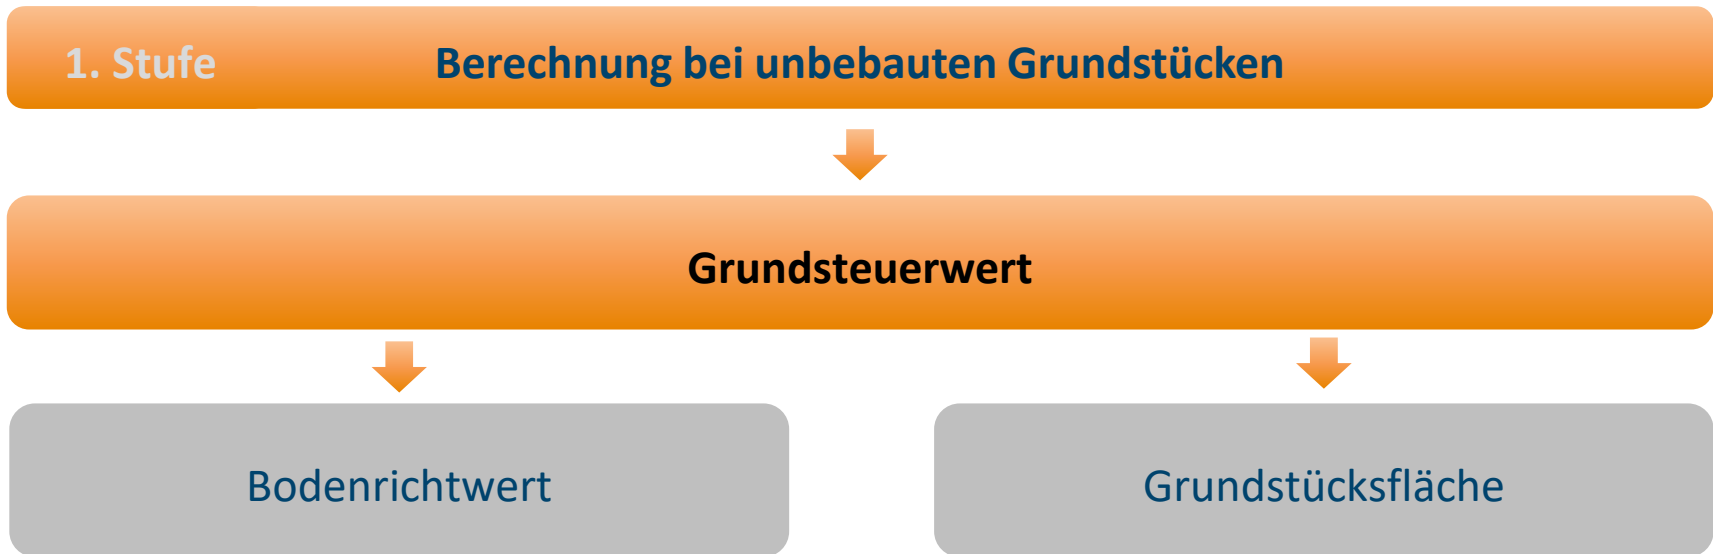 1. Stufe Berechnung bei unbebauten Grundstücken
Grundsteuerwert
Bodenrichtwert
Grundstücksfläche